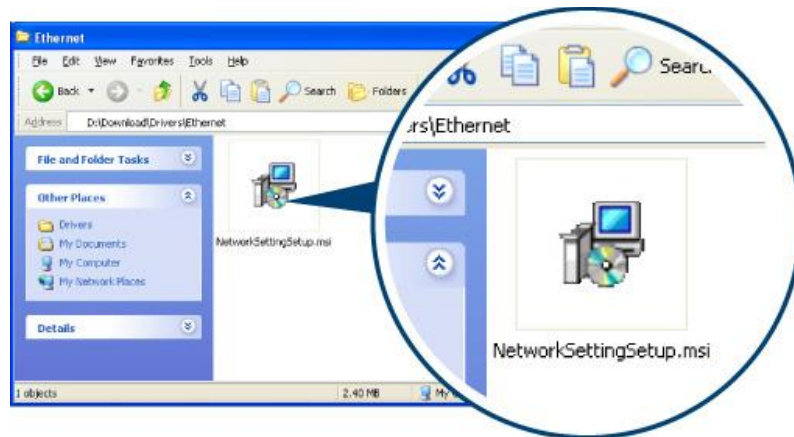 Ethernet
File Edit View Favorites Tools Help
Back Search Folders
Address D:\Download\Drivers\Ethernet
File and Folder Tasks
Other Places
Drivers
My Documents
My Computer
My Network Places
Details
NetworkSettingSetup.msi
1 objects 2.40 MB My
Searc
ers\Ethernet
NetworkSettingSetup.msi